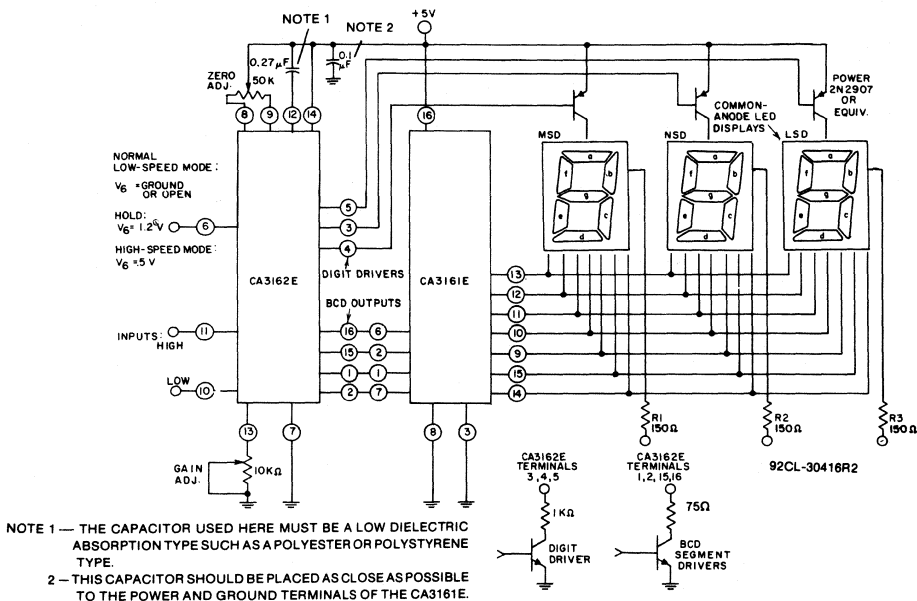 +5V
NOTE 1
NOTE 2
0.27µF
0.1
µF
ZERO
ADJ.
50K
8
9
12
14
16
POWER
2N2907
OR
EQUIV.
COMMON-
ANODE LED
DISPLAYS
MSD
NSD
LSD
a
f
b
g
e
c
d
a
f
b
g
e
c
d
a
f
b
g
e
c
d
NORMAL
LOW-SPEED MODE:
V6 = GROUND
OR OPEN
HOLD:
V6 = 1.2 V
6
HIGH-SPEED MODE:
V6 = .5 V
CA3162E
CA3161E
5
3
4
DIGIT DRIVERS
BCD OUTPUTS
INPUTS:
HIGH
11
LOW
10
16
6
15
2
1
1
2
7
13
12
11
10
9
15
14
13
7
8
3
GAIN
ADJ.
10KΩ
R1
150Ω
R2
150Ω
R3
150Ω
92CL-30416R2
CA3162E
TERMINALS
3,4,5
1KΩ
DIGIT
DRIVER
CA3162E
TERMINALS
1,2,15,16
75Ω
BCD
SEGMENT
DRIVERS
NOTE 1 — THE CAPACITOR USED HERE MUST BE A LOW DIELECTRIC
ABSORPTION TYPE SUCH AS A POLYESTER OR POLYSTYRENE
TYPE.
2 — THIS CAPACITOR SHOULD BE PLACED AS CLOSE AS POSSIBLE
TO THE POWER AND GROUND TERMINALS OF THE CA3161E.